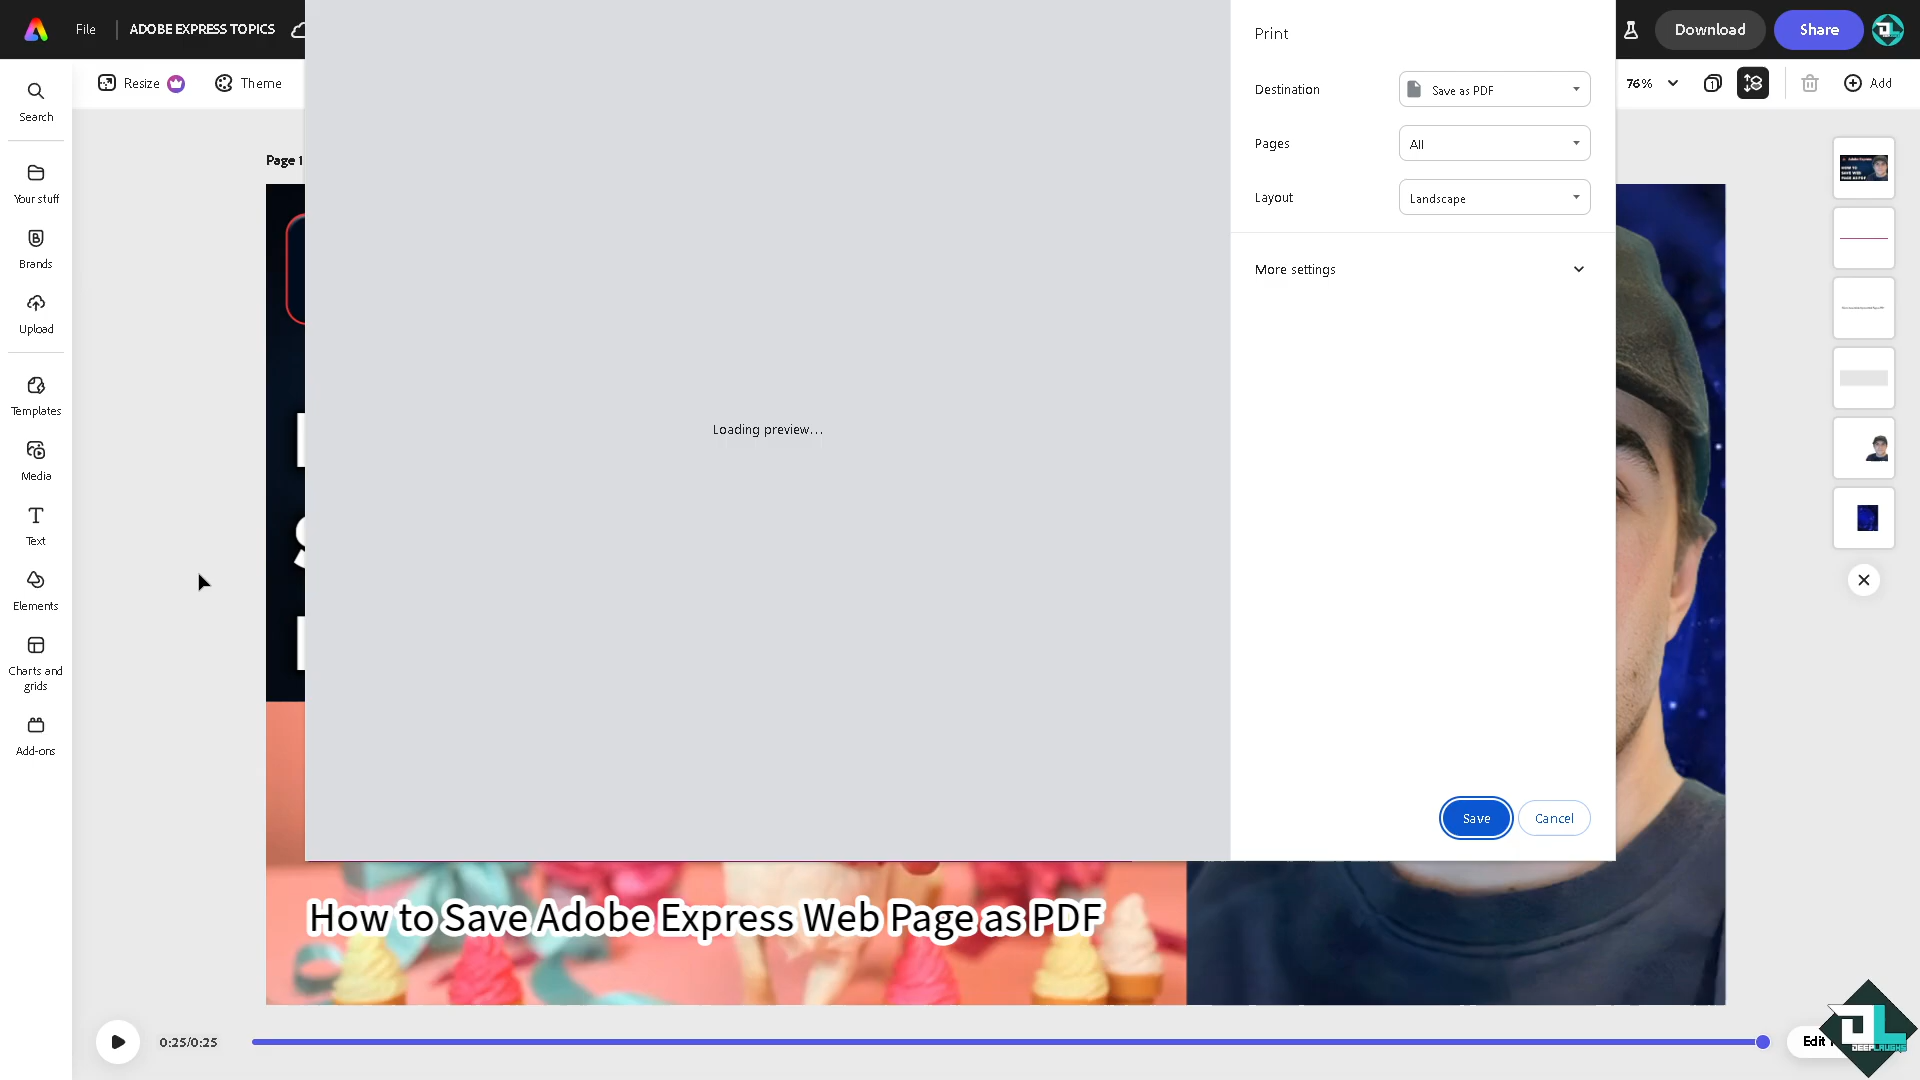 File
ADOBE EXPRESS TOPICS
Download
Share
Resize
Theme
76%
Add
Search
Your stuff
Brands
Upload
Templates
Media
Text
Elements
Charts and
grids
Add-ons
Page 1
Loading preview...
Print
Destination
Save as PDF
Pages
All
Layout
Landscape
More settings
Save
Cancel
How to Save Adobe Express Web Page as PDF
0:25/0:25
Edit
DEEPLAUGHS